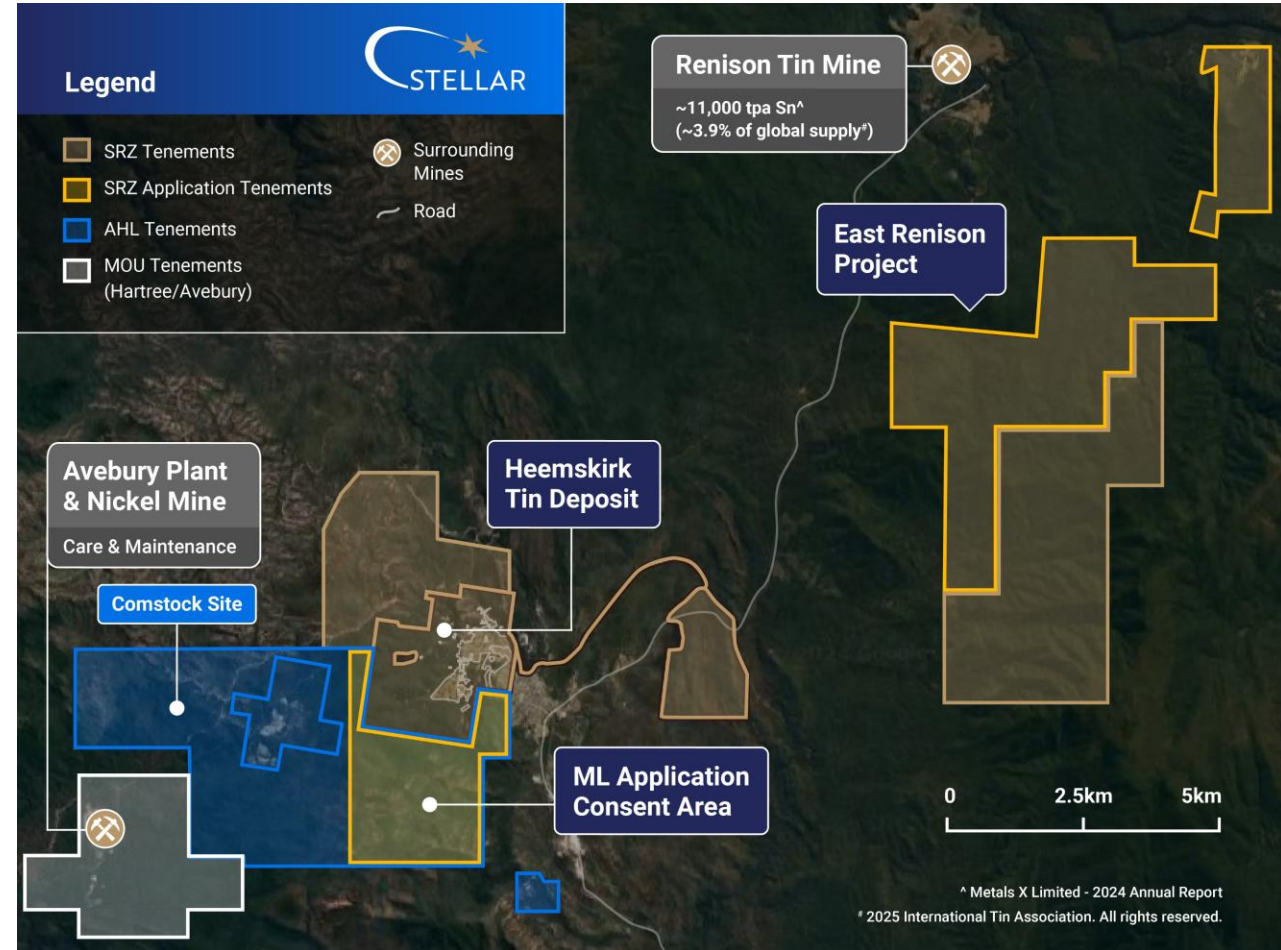 Legend
STELLAR
SRZ Tenements
SRZ Application Tenements
AHL Tenements
MOU Tenements
(Hartree/Avebury)
Surrounding
Mines
Road
Renison Tin Mine
~11,000 tpa Sn^
(~3.9% of global supply#)
East Renison
Project
Avebury Plant
& Nickel Mine
Care & Maintenance
Heemskirk
Tin Deposit
Comstock Site
ML Application
Consent Area
0 2.5km 5km
^ Metals X Limited - 2024 Annual Report
# 2025 International Tin Association. All rights reserved.